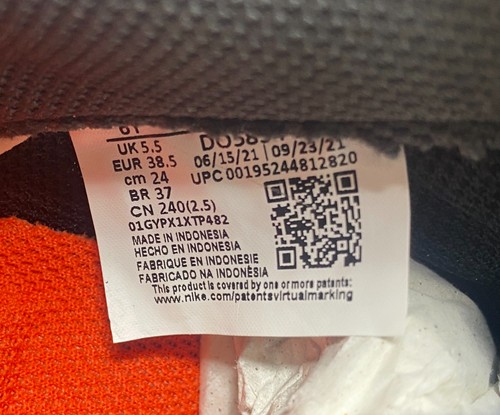 6Y
UK 5.5
EUR 38.5
cm 24
BR 37
CN 240(2.5)
01GYPX1XTP482
06/15/21 | 09/23/21
UPC 00195244812820
MADE IN INDONESIA
HECHO EN INDONESIA
FABRIQUE EN INDONESIE
FABRICADO NA INDONÉSIA
This product is covered by one or more patents:
www.nike.com/patentsvirtualmarking